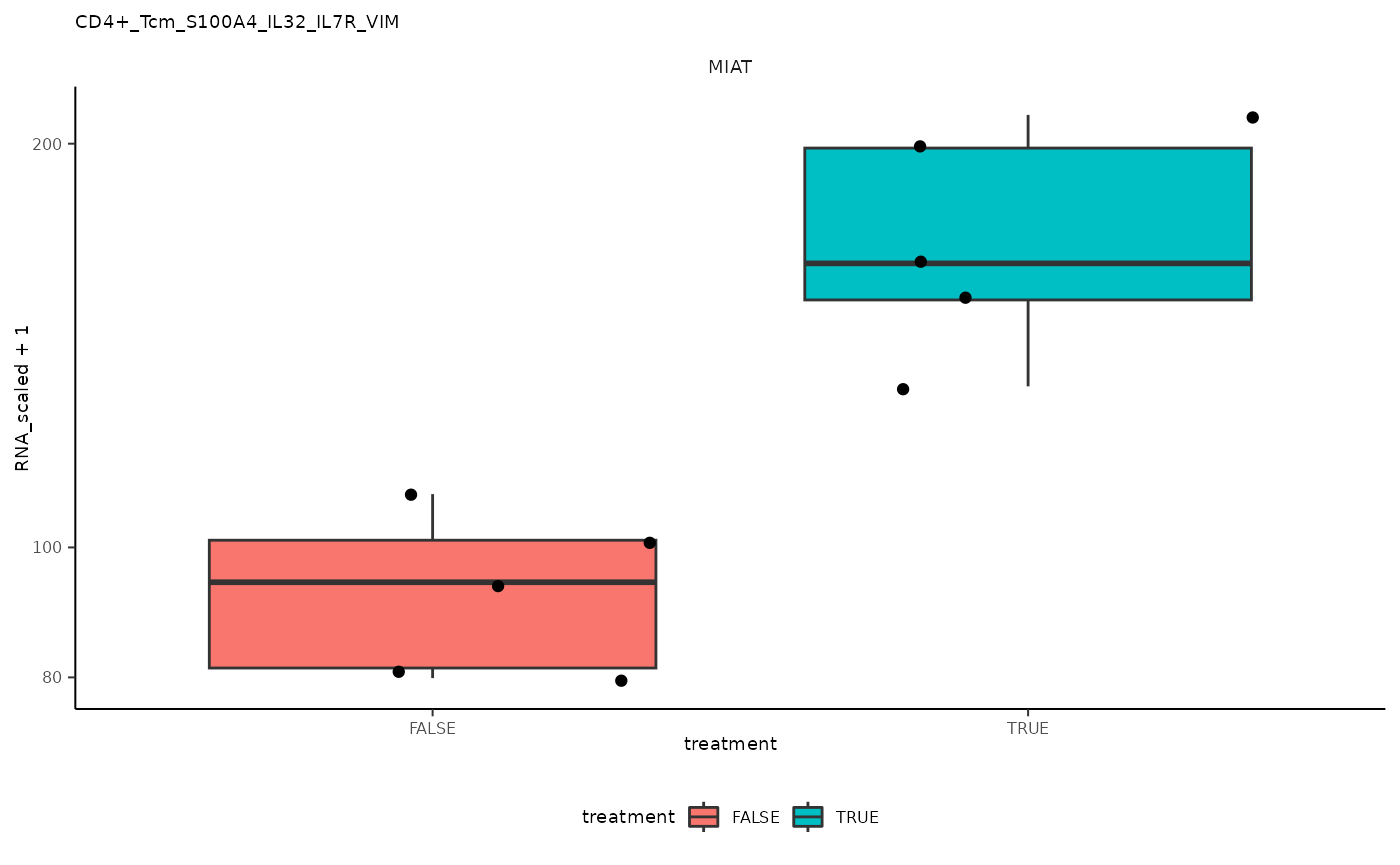 CD4+_Tcm_S100A4_IL32_IL7R_VIM
MIAT
RNA_scaled + 1
200
100
80
FALSE
TRUE
treatment
treatment FALSE TRUE